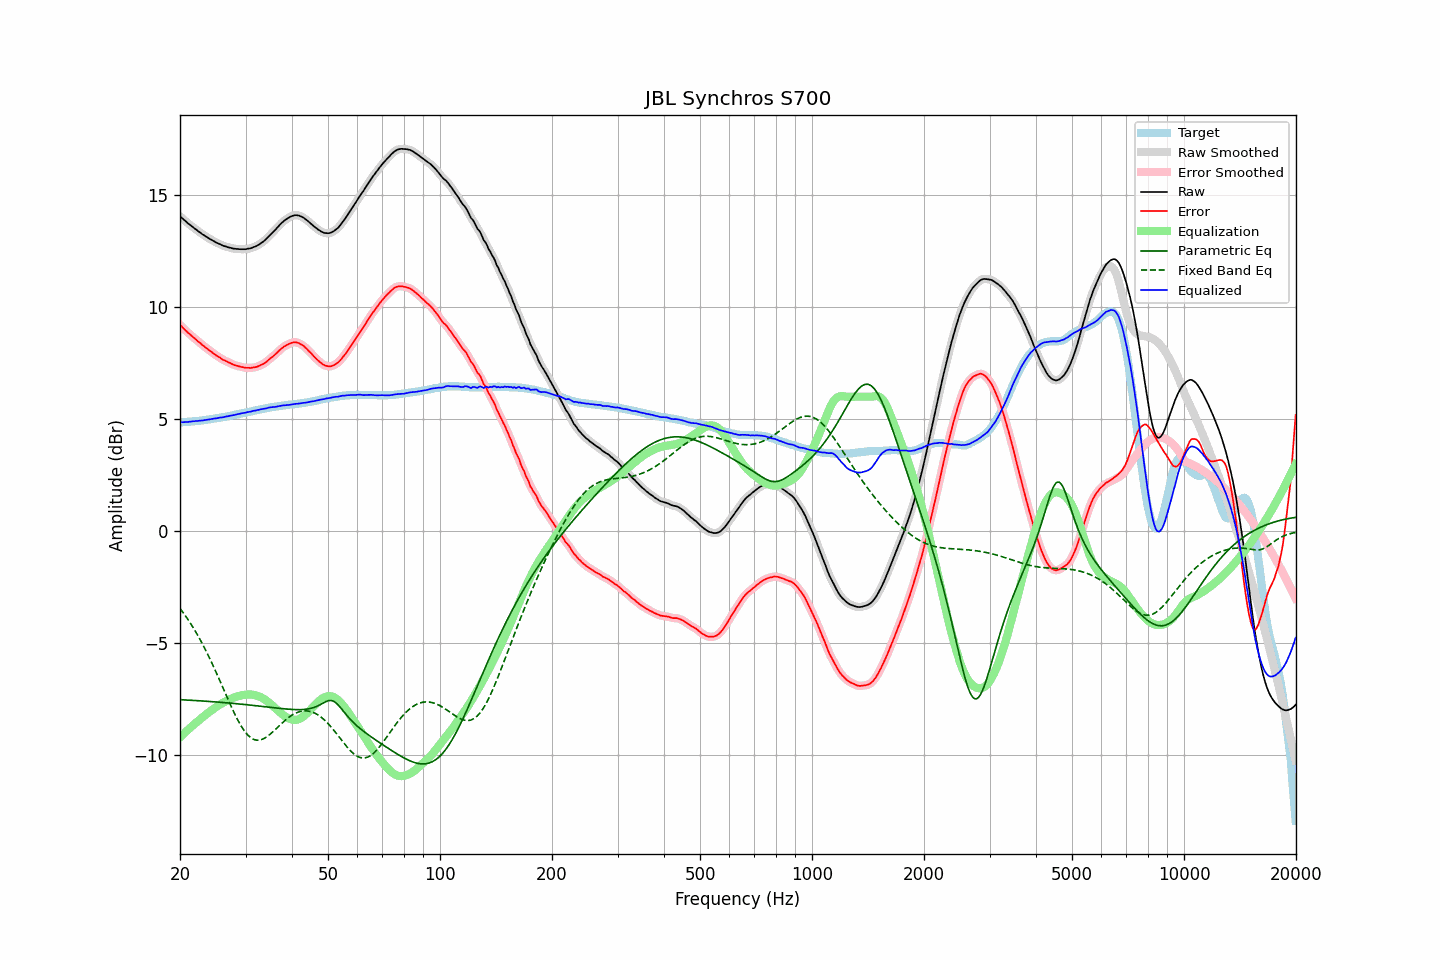 JBL Synchros S700
Target
Raw Smoothed
Error Smoothed
Raw
Error
Equalization
Parametric Eq
Fixed Band Eq
Equalized
Amplitude (dBr)
15
10
5
0
−5
−10
20 50 100 200 500 1000 2000 5000 10000 20000
Frequency (Hz)